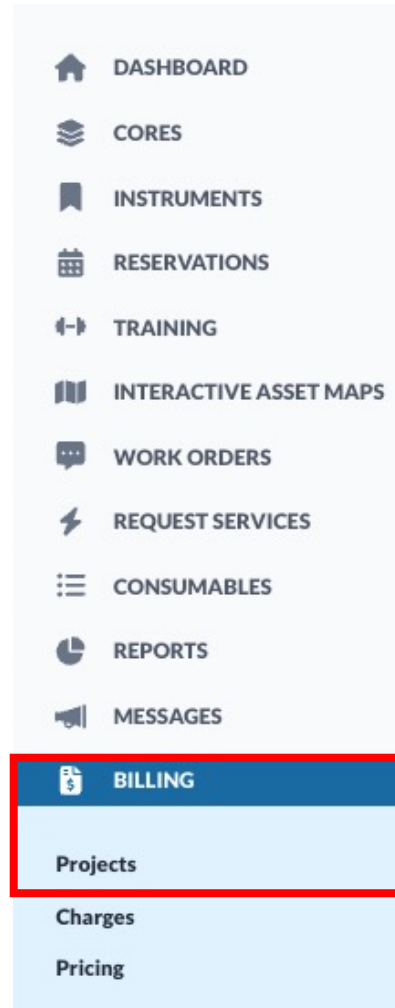 DASHBOARD
CORES
INSTRUMENTS
RESERVATIONS
TRAINING
INTERACTIVE ASSET MAPS
WORK ORDERS
REQUEST SERVICES
CONSUMABLES
REPORTS
MESSAGES
BILLING
Projects
Charges
Pricing